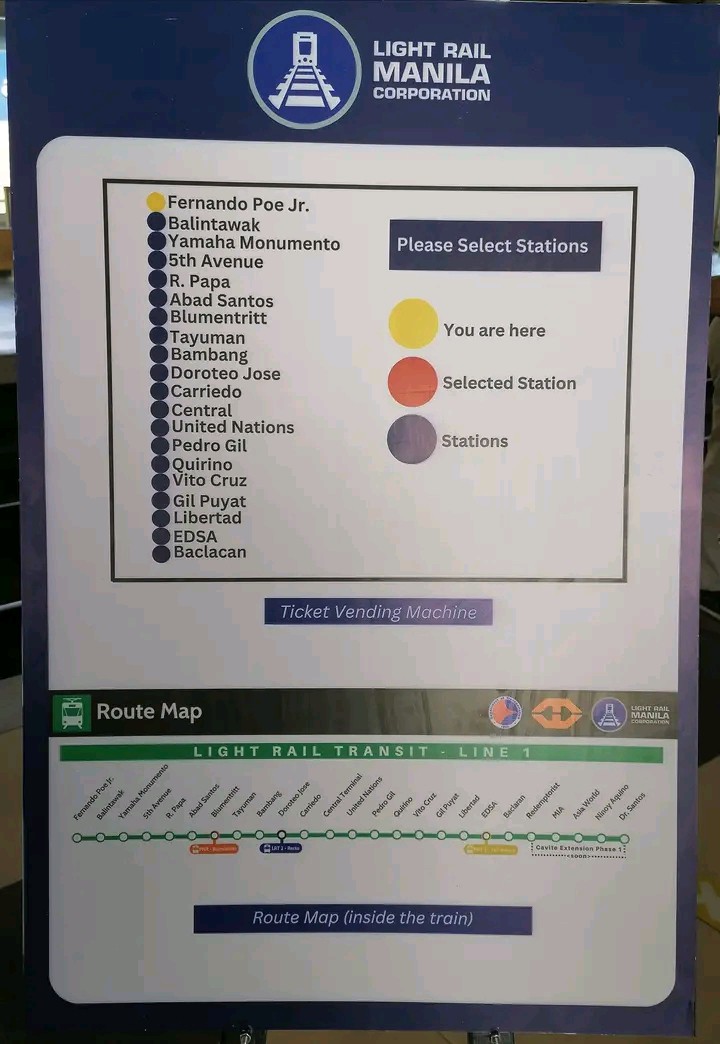 LIGHT RAIL
MANILA
CORPORATION
Fernando Poe Jr.
Balintawak
Yamaha Monumento
5th Avenue
R. Papa
Abad Santos
Blumentritt
Tayuman
Bambang
Doroteo Jose
Carriedo
Central
United Nations
Pedro Gil
Quirino
Vito Cruz
Gil Puyat
Libertad
EDSA
Baclacan
Please Select Stations
You are here
Selected Station
Stations
Ticket Vending Machine
Route Map
LIGHT RAIL
MANILA
CORPORATION
LIGHT RAIL TRANSIT - LINE 1
Fernando Poe Jr.
Balintawak
Yamaha Monumento
5th Avenue
R. Papa
Abad Santos
Blumentritt
Tayuman
Bambang
Doroteo Jose
Carriedo
Central Terminal
United Nations
Pedro Gil
Quirino
Vito Cruz
Gil Puyat
Libertad
EDSA
Baclaran
Redemptorist
MIA
Asia World
Ninoy Aquino
Dr. Santos
Cavite Extension Phase 1
<soon>
Route Map (inside the train)